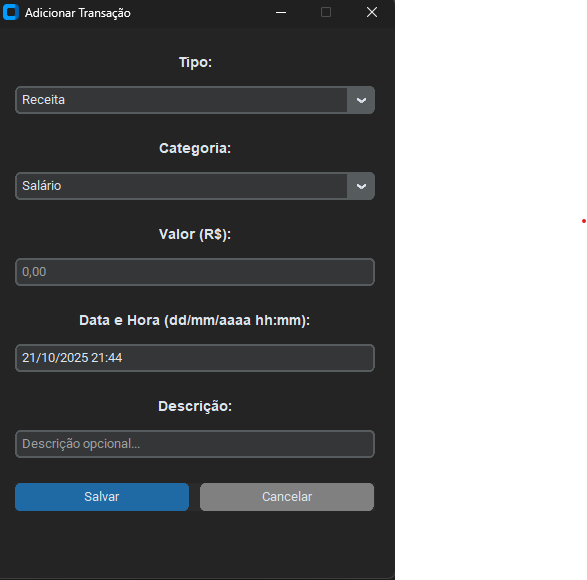 Adicionar Transação
Tipo:
Receita
Categoria:
Salário
Valor (R$):
0,00
Data e Hora (dd/mm/aaaa hh:mm):
21/10/2025 21:44
Descrição:
Descrição opcional...
Salvar Cancelar